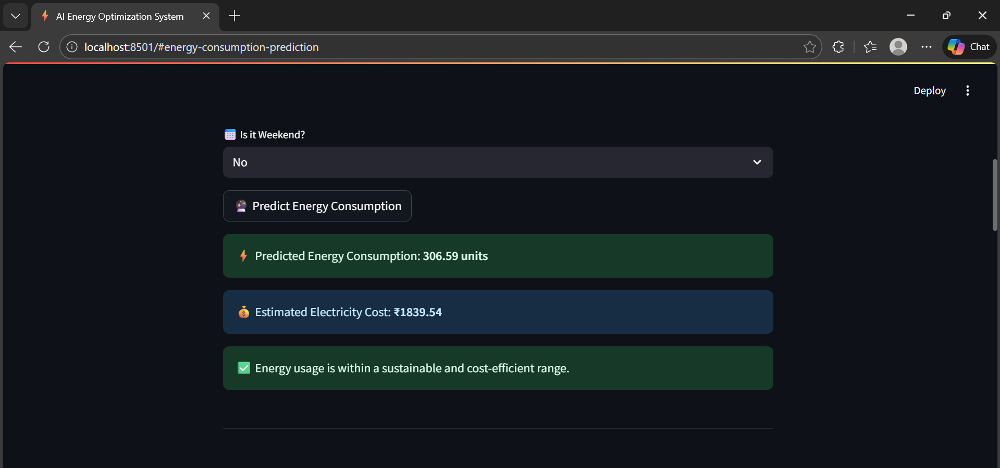 AI Energy Optimization System
localhost:8501/#energy-consumption-prediction
Chat
Deploy
Is it Weekend?
No
Predict Energy Consumption
Predicted Energy Consumption: 306.59 units
Estimated Electricity Cost: ₹1839.54
Energy usage is within a sustainable and cost-efficient range.